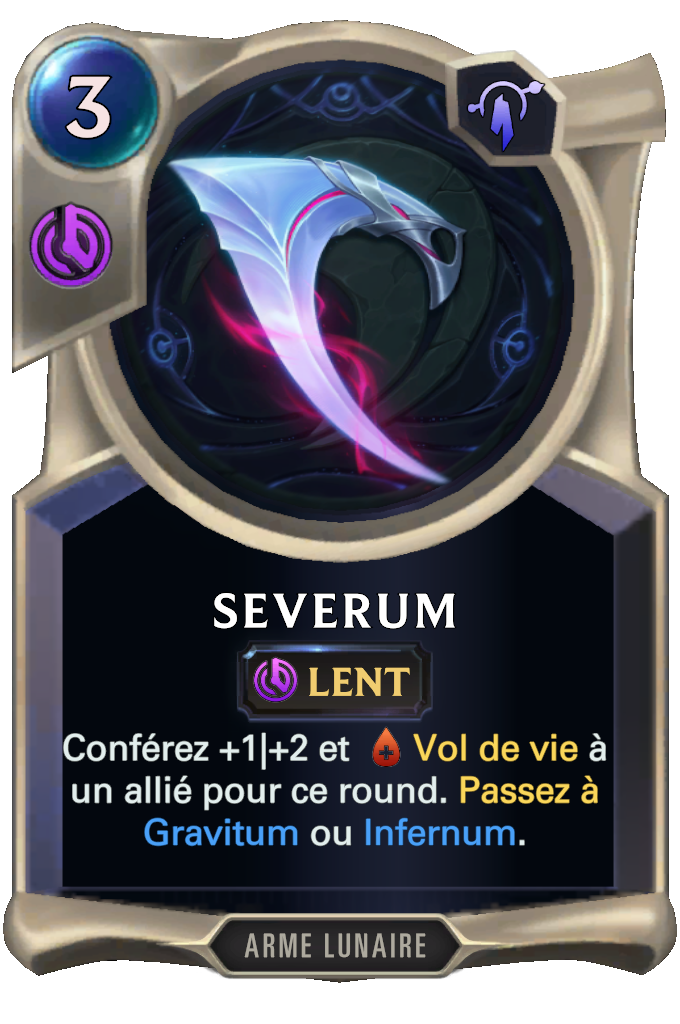 3
SEVERUM
LENT
Conférez +1|+2 et Vol de vie à
un allié pour ce round. Passez à
Gravitum ou Infernum.
ARME LUNAIRE